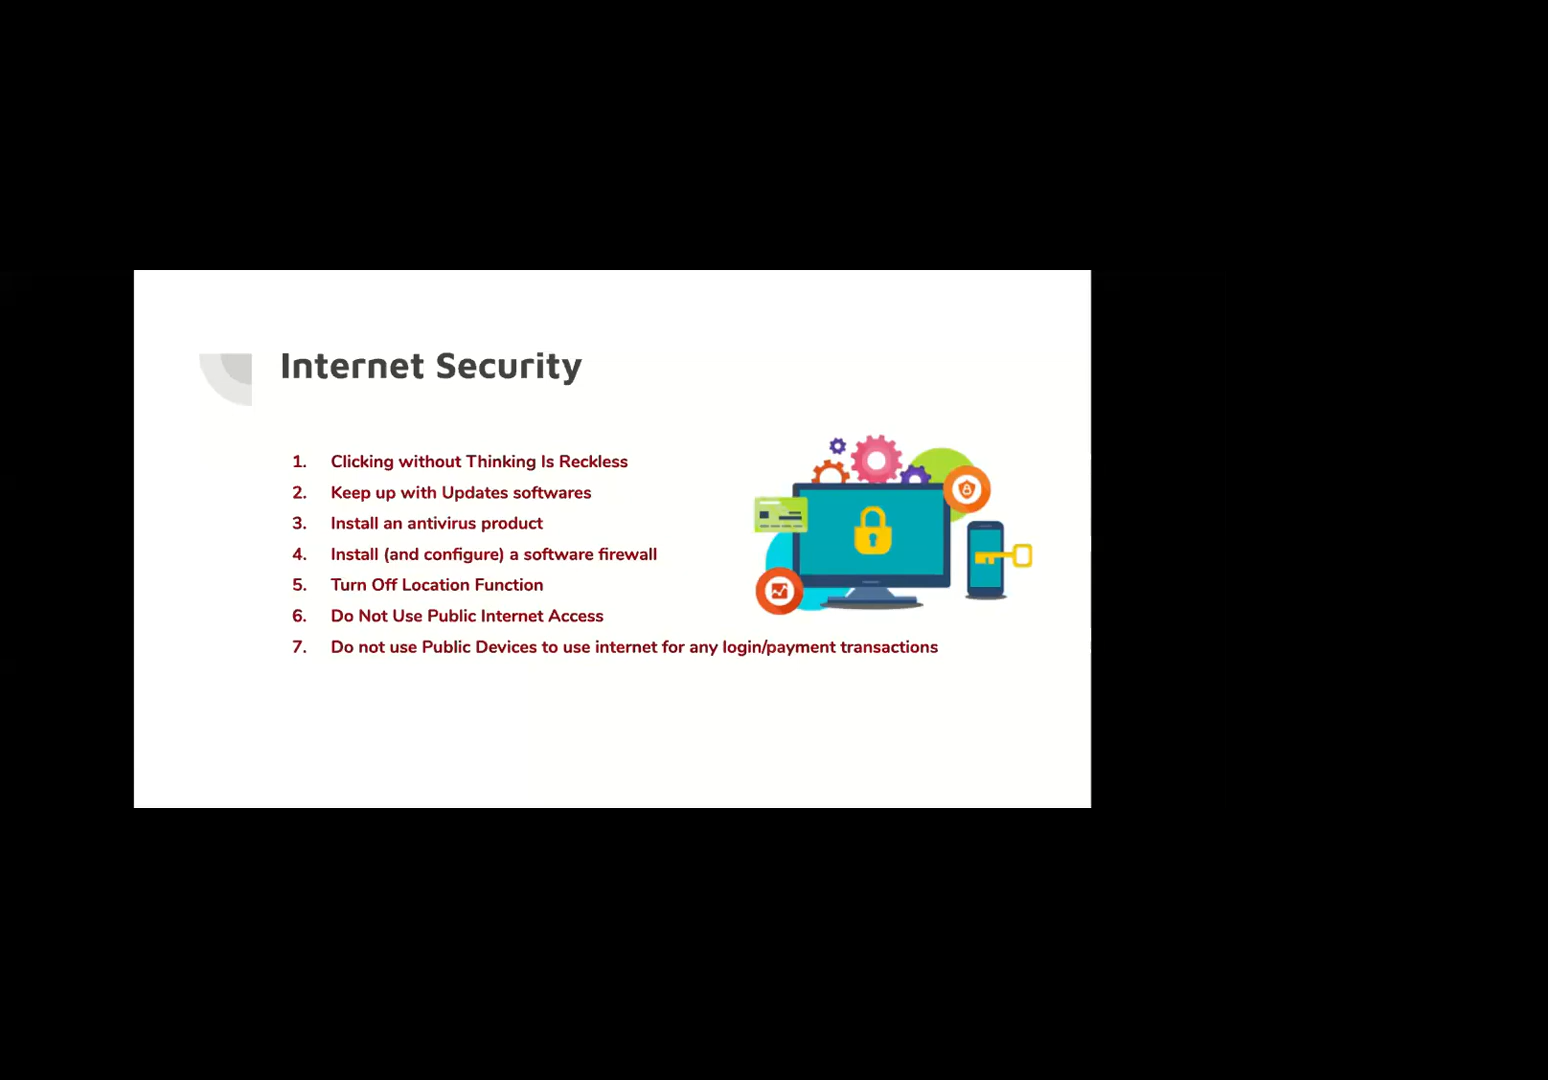 Internet Security
1. Clicking without Thinking Is Reckless
2. Keep up with Updates softwares
3. Install an antivirus product
4. Install (and configure) a software firewall
5. Turn Off Location Function
6. Do Not Use Public Internet Access
7. Do not use Public Devices to use internet for any login/payment transactions